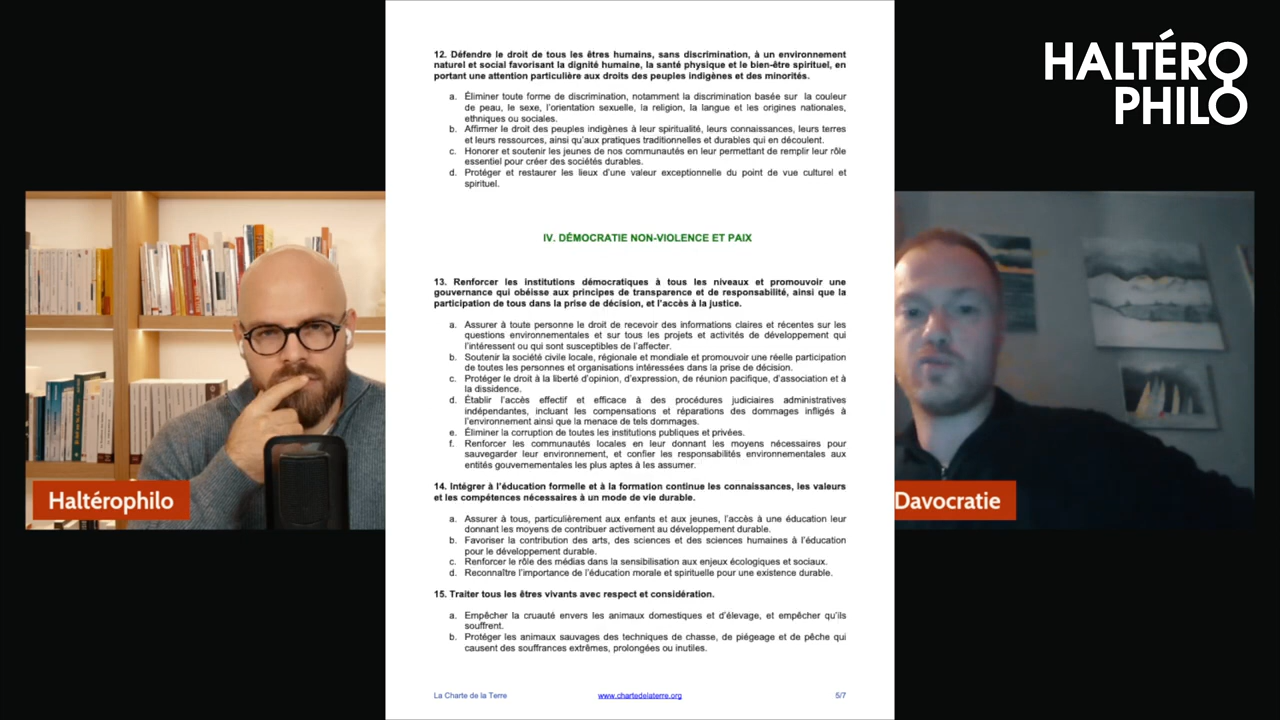 12. Défendre le droit de tous les êtres humains, sans discrimination, à un environnement
naturel et social favorisant la dignité humaine, la santé physique et le bien-être spirituel, en
portant une attention particulière aux droits des peuples indigènes et des minorités.
a. Éliminer toute forme de discrimination, notamment la discrimination basée sur la couleur
de peau, le sexe, l'orientation sexuelle, la religion, la langue et les origines nationales,
ethniques ou sociales.
b. Affirmer le droit des peuples indigènes à leur spiritualité, leurs connaissances, leurs terres
et leurs ressources, ainsi qu'aux pratiques traditionnelles et durables qui en découlent.
c. Honorer et soutenir les jeunes de nos communautés en leur permettant de remplir leur rôle
essentiel pour créer des sociétés durables.
d. Protéger et restaurer les lieux d'une valeur exceptionnelle du point de vue culturel et
spirituel.
IV. DÉMOCRATIE NON-VIOLENCE ET PAIX
13. Renforcer les institutions démocratiques à tous les niveaux et promouvoir une
gouvernance qui obéisse aux principes de transparence et de responsabilité, ainsi que la
participation de tous dans la prise de décision, et l'accès à la justice.
a. Assurer à toute personne le droit de recevoir des informations claires et récentes sur les
questions environnementales et sur tous les projets et activités de développement qui
l'intéressent ou qui sont susceptibles de l'affecter.
b. Soutenir la société civile locale, régionale et mondiale et promouvoir une réelle participation
de toutes les personnes et organisations intéressées dans la prise de décision.
c. Protéger le droit à la liberté d'opinion, d'expression, de réunion pacifique, d'association et à
la dissidence.
d. Établir l'accès effectif et efficace à des procédures judiciaires administratives
indépendantes, incluant les compensations et réparations des dommages infligés à
l'environnement ainsi que la menace de tels dommages.
e. Éliminer la corruption de toutes les institutions publiques et privées.
f. Renforcer les communautés locales en leur donnant les moyens nécessaires pour
sauvegarder leur environnement, et confier les responsabilités environnementales aux
entités gouvernementales les plus aptes à les assumer.
14. Intégrer à l'éducation formelle et à la formation continue les connaissances, les valeurs
et les compétences nécessaires à un mode de vie durable.
a. Assurer à tous, particulièrement aux enfants et aux jeunes, l'accès à une éducation leur
donnant les moyens de contribuer activement au développement durable.
b. Favoriser la contribution des arts, des sciences et des sciences humaines à l'éducation
pour le développement durable.
c. Renforcer le rôle des médias dans la sensibilisation aux enjeux écologiques et sociaux.
d. Reconnaître l'importance de l'éducation morale et spirituelle pour une existence durable.
15. Traiter tous les êtres vivants avec respect et considération.
a. Empêcher la cruauté envers les animaux domestiques et d'élevage, et empêcher qu'ils
souffrent.
b. Protéger les animaux sauvages des techniques de chasse, de piégeage et de pêche qui
causent des souffrances extrêmes, prolongées ou inutiles.
La Charte de la Terre www.chartedelaterre.org 5/7
HALTÉRO
PHILO
Haltérophilo
Davocratie